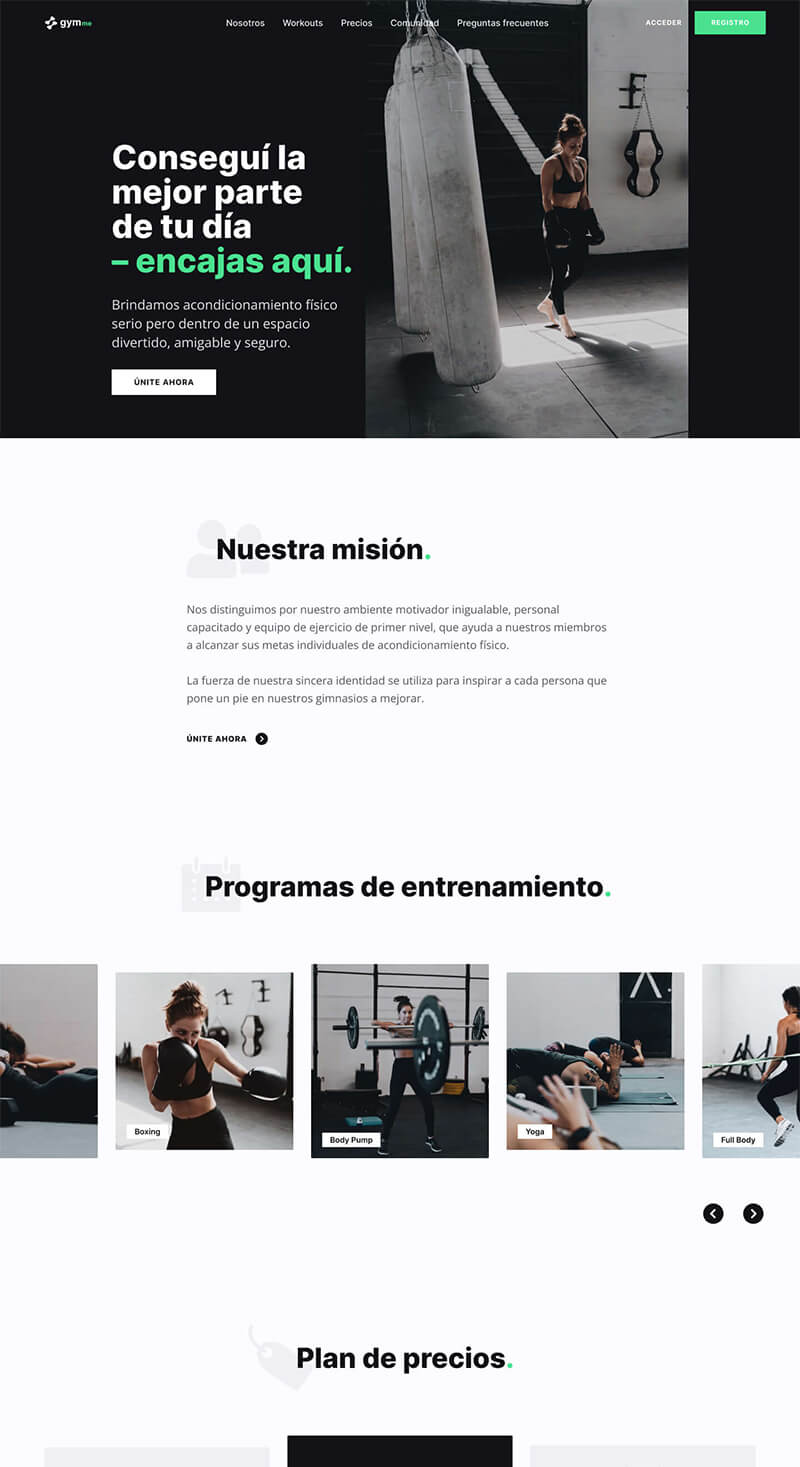 gymme
Nosotros Workouts Precios Comunidad Preguntas frecuentes
ACCEDER
REGISTRO
Conseguí la
mejor parte
de tu día
– encajas aquí.
Brindamos acondicionamiento físico
serio pero dentro de un espacio
divertido, amigable y seguro.
ÚNITE AHORA
Nuestra misión.
Nos distinguimos por nuestro ambiente motivador inigualable, personal
capacitado y equipo de ejercicio de primer nivel, que ayuda a nuestros miembros
a alcanzar sus metas individuales de acondicionamiento físico.
La fuerza de nuestra sincera identidad se utiliza para inspirar a cada persona que
pone un pie en nuestros gimnasios a mejorar.
ÚNITE AHORA
Programas de entrenamiento.
Boxing
Body Pump
Yoga
Full Body
Plan de precios.